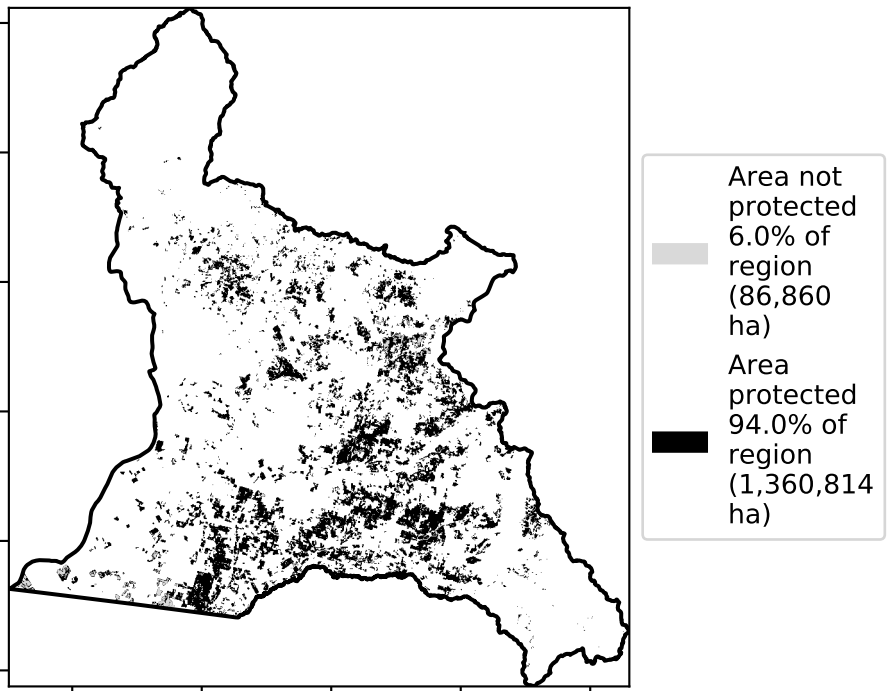 Area not
protected
6.0% of
region
(86,860
ha)
Area
protected
94.0% of
region
(1,360,814
ha)